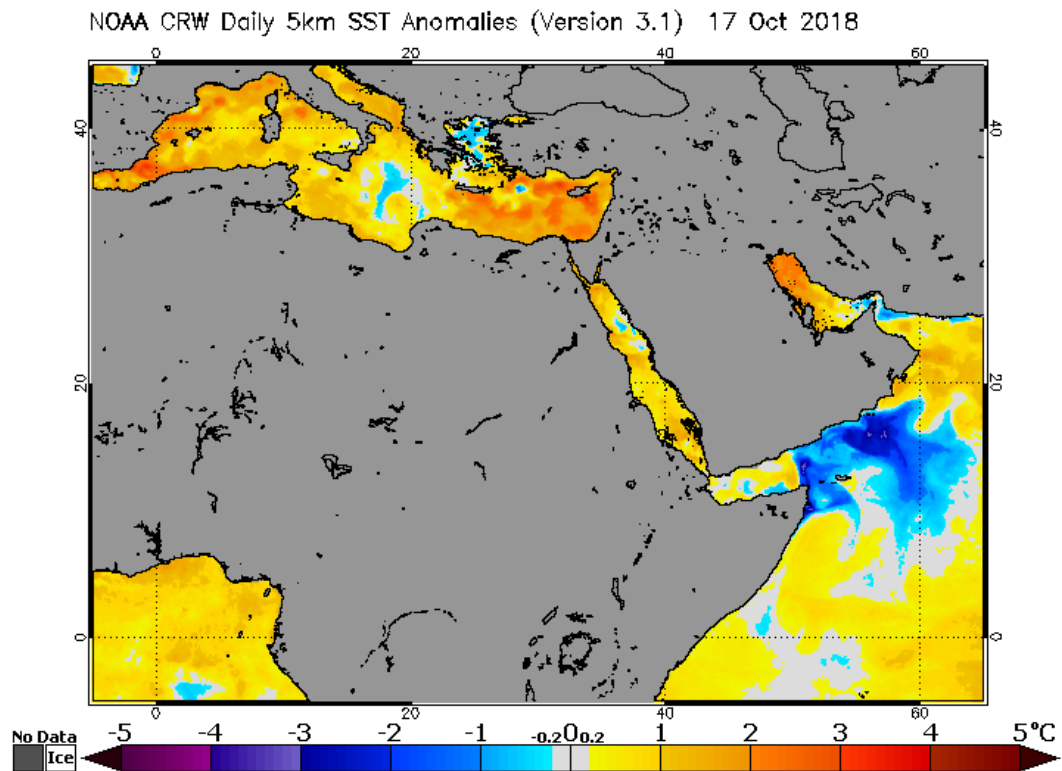 NOAA CRW Daily 5km SST Anomalies (Version 3.1) 17 Oct 2018
0 20 40 60
40 40
20 20
0 0
0 20 40 60
No Data -5 -4 -3 -2 -1 -0.2 0 0.2 1 2 3 4 5°C
Ice